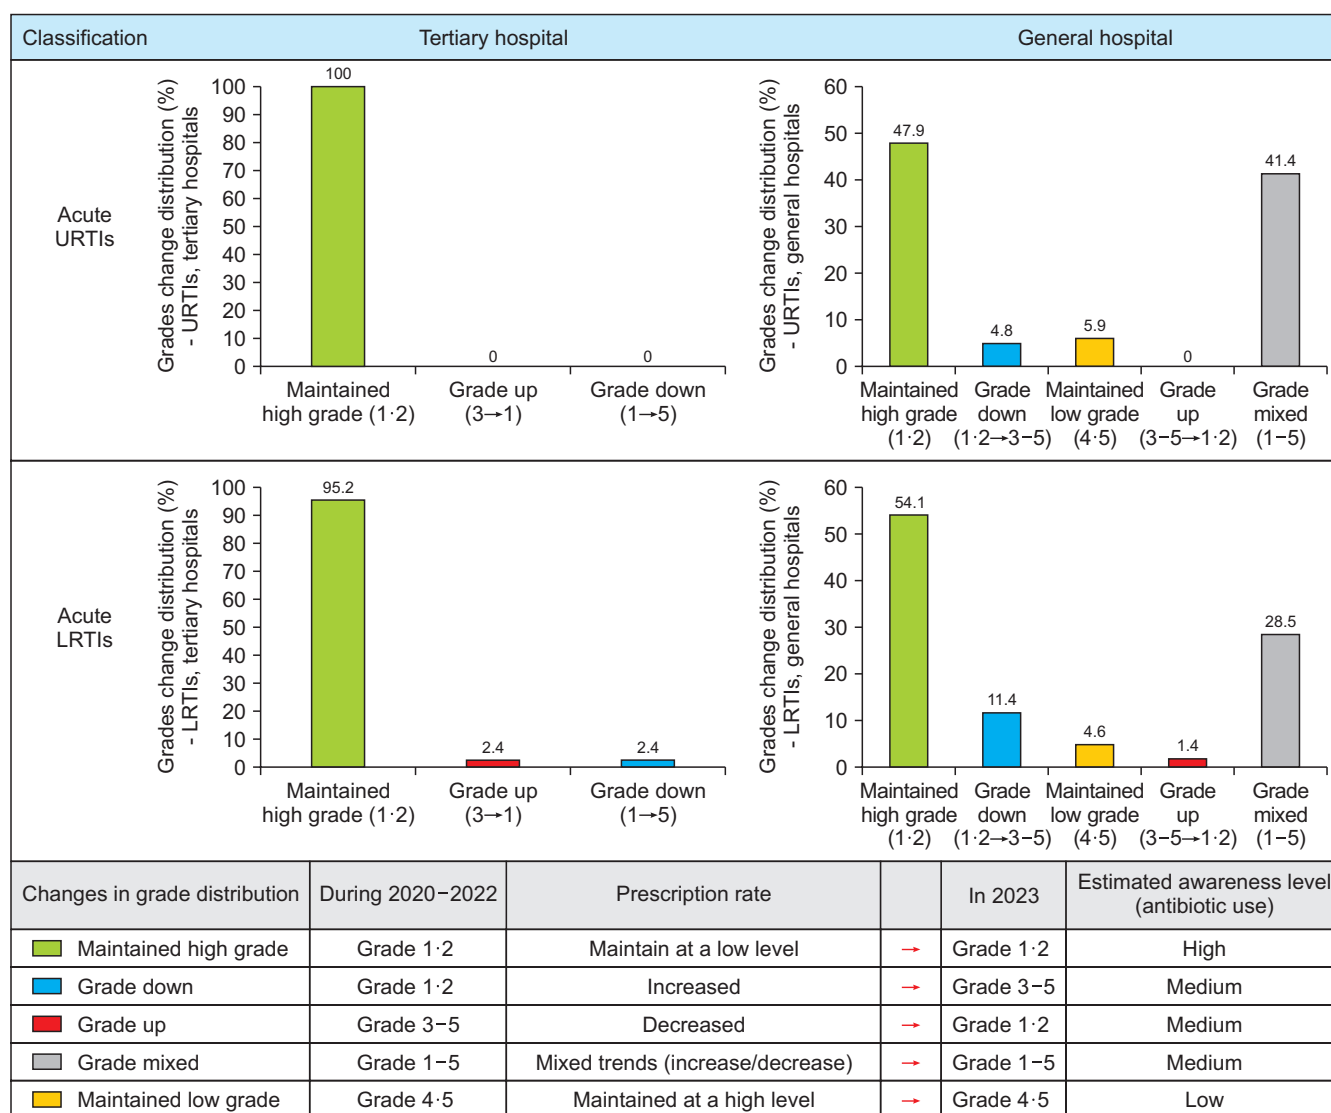 Classification Tertiary hospital General hospital
Acute
URTIs
Grades change distribution (%)
- URTIs, tertiary hospitals
100
90
80
70
60
50
40
30
20
10
0
100
0
0
Maintained
high grade (1·2)
Grade up
(3→1)
Grade down
(1→5)
Grades change distribution (%)
- URTIs, general hospitals
60
50
40
30
20
10
0
47.9
4.8
5.9
0
41.4
Maintained
high grade
(1·2)
Grade
down
(1·2→3−5)
Maintained
low grade
(4·5)
Grade
up
(3−5→1·2)
Grade
mixed
(1−5)
Acute
LRTIs
Grades change distribution (%)
- LRTIs, tertiary hospitals
100
90
80
70
60
50
40
30
20
10
0
95.2
2.4
2.4
Maintained
high grade (1·2)
Grade up
(3→1)
Grade down
(1→5)
Grades change distribution (%)
- LRTIs, general hospitals
60
50
40
30
20
10
0
54.1
11.4
4.6
1.4
28.5
Maintained
high grade
(1·2)
Grade
down
(1·2→3−5)
Maintained
low grade
(4·5)
Grade
up
(3−5→1·2)
Grade
mixed
(1−5)
Changes in grade distribution During 2020−2022 Prescription rate In 2023 Estimated awareness level
(antibiotic use)
Maintained high grade Grade 1·2 Maintain at a low level → Grade 1·2 High
Grade down Grade 1·2 Increased → Grade 3−5 Medium
Grade up Grade 3−5 Decreased → Grade 1·2 Medium
Grade mixed Grade 1−5 Mixed trends (increase/decrease) → Grade 1−5 Medium
Maintained low grade Grade 4·5 Maintained at a high level → Grade 4·5 Low